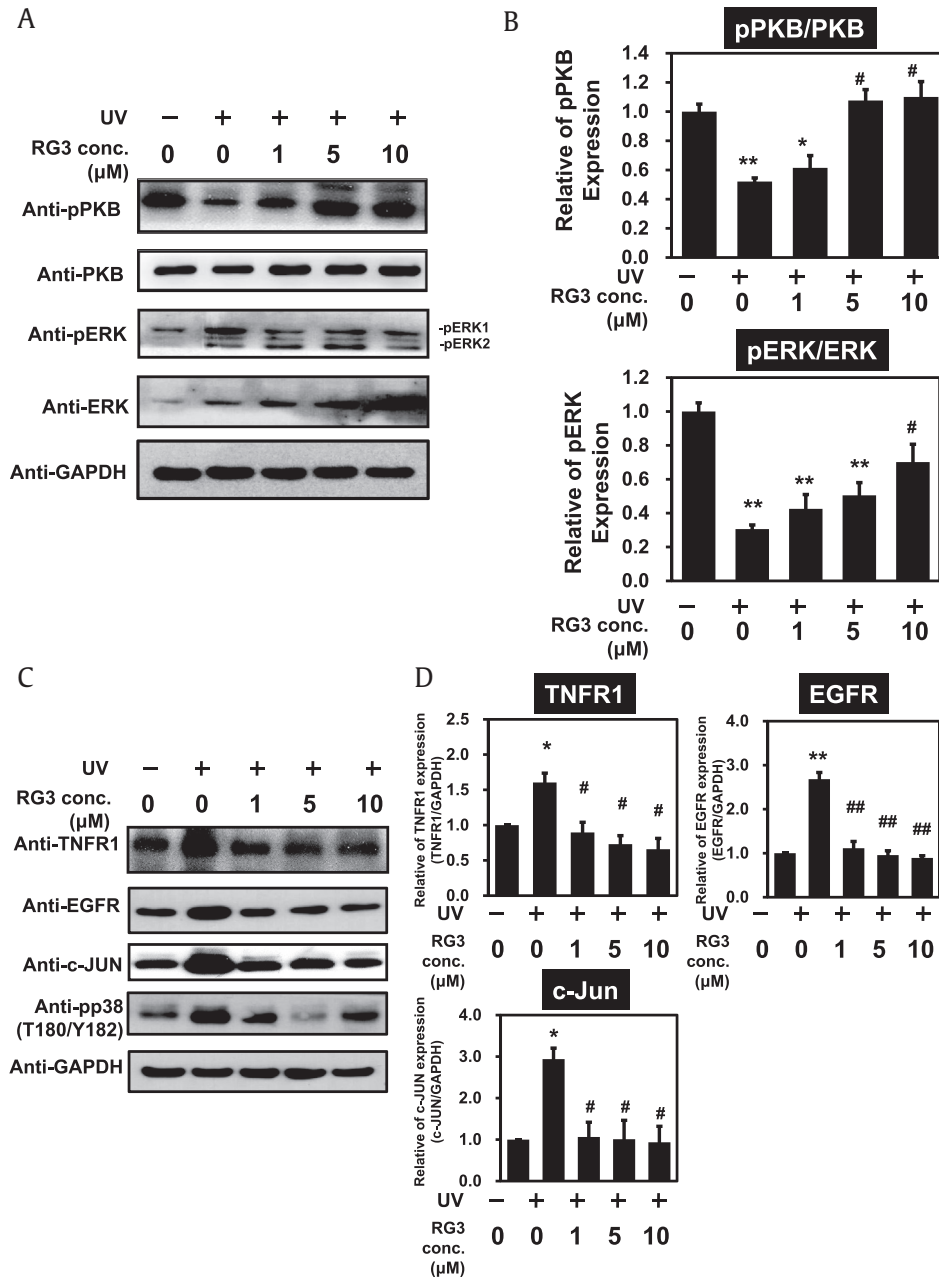 A
UV − + + + +
RG3 conc. (µM) 0 0 1 5 10
Anti-pPKB
Anti-PKB
Anti-pERK
-pERK1
-pERK2
Anti-ERK
Anti-GAPDH
B
pPKB/PKB
Relative of pPKB Expression
1.4
1.2
1.0
0.8
0.6
0.4
0.2
0.0
** * # #
UV − + + + +
RG3 conc. (µM) 0 0 1 5 10
pERK/ERK
Relative of pERK Expression
1.2
1.0
0.8
0.6
0.4
0.2
0.0
** ** ** #
UV − + + + +
RG3 conc. (µM) 0 0 1 5 10
C
UV − + + + +
RG3 conc. (µM) 0 0 1 5 10
Anti-TNFR1
Anti-EGFR
Anti-c-JUN
Anti-pp38
(T180/Y182)
Anti-GAPDH
D
TNFR1
Relative of TNFR1 expression
(TNFR1/GAPDH)
2.5
2.0
1.5
1.0
0.5
0.0
* # # #
UV − + + + +
RG3 conc. (µM) 0 0 1 5 10
EGFR
Relative of EGFR expression
(EGFR/GAPDH)
4.0
3.0
2.0
1.0
0.0
** ## ## ##
UV − + + + +
RG3 conc. (µM) 0 0 1 5 10
c-Jun
Relative of c-JUN expression
(c-JUN/GAPDH)
4.0
3.0
2.0
1.0
0.0
* # # #
UV − + + + +
RG3 conc. (µM) 0 0 1 5 10